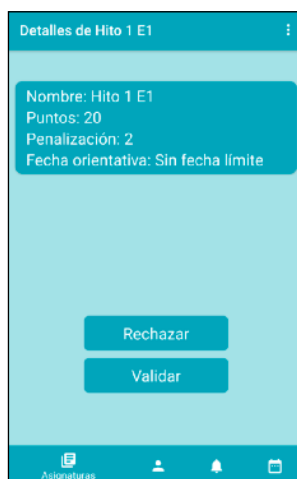 Detalles de Hito 1 E1
Nombre: Hito 1 E1
Puntos: 20
Penalización: 2
Fecha orientativa: Sin fecha límite
Rechazar
Validar
Asignaturas